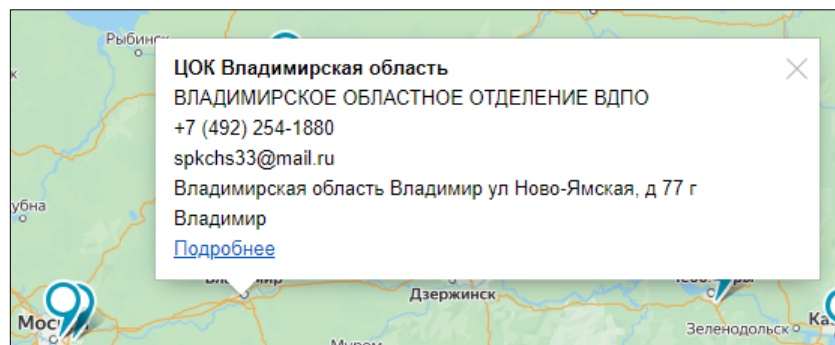 ЦОК Владимирская область
ВЛАДИМИРСКОЕ ОБЛАСТНОЕ ОТДЕЛЕНИЕ ВДПО
+7 (492) 254-1880
spkchs33@mail.ru
Владимирская область Владимир ул Ново-Ямская, д 77 г
Владимир
Подробнее
Дзержинск
Зеленодольск